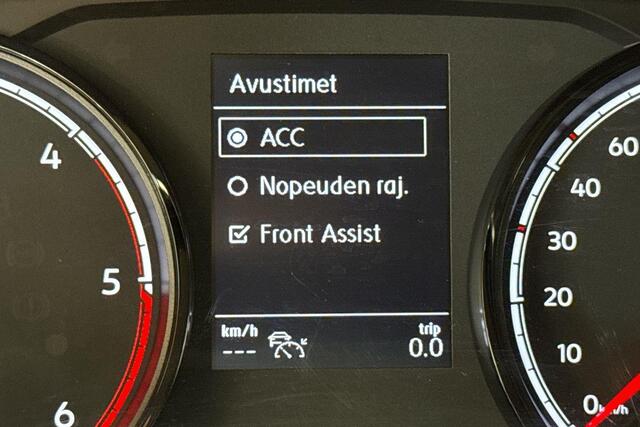 Avustimet
ACC
Nopeuden raj.
Front Assist
km/h
trip
---
0.0
4
5
6
60
40
30
20
10
0 km/h